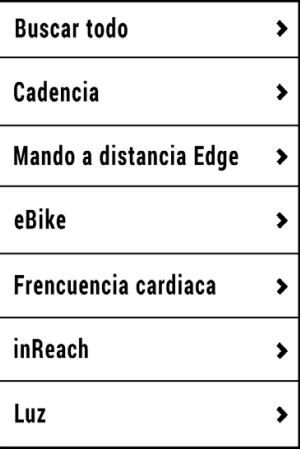 Buscar todo
Cadencia
Mando a distancia Edge
eBike
Frencuencia cardiaca
inReach
Luz